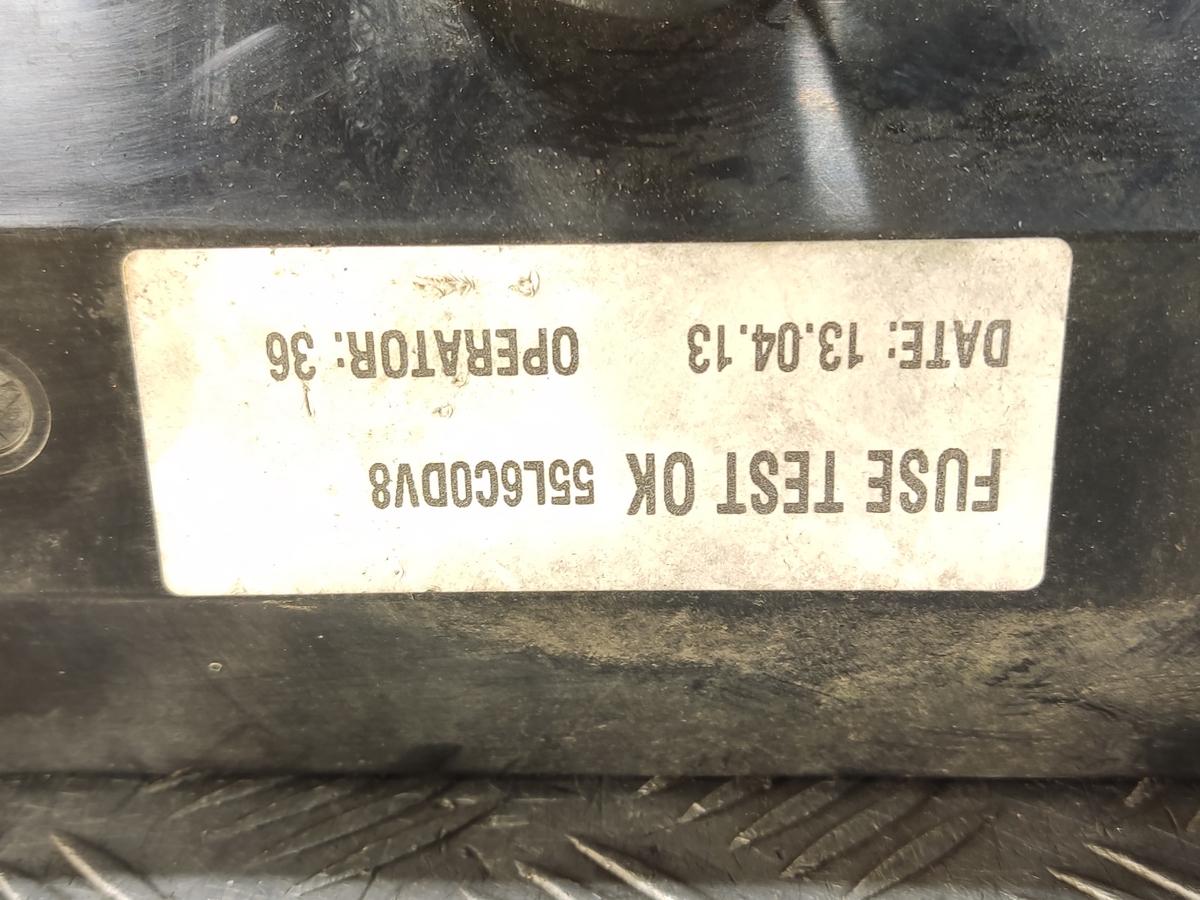 FUSE TEST OK 55L6C0DV8
DATE: 13.04.13 OPERATOR: 36